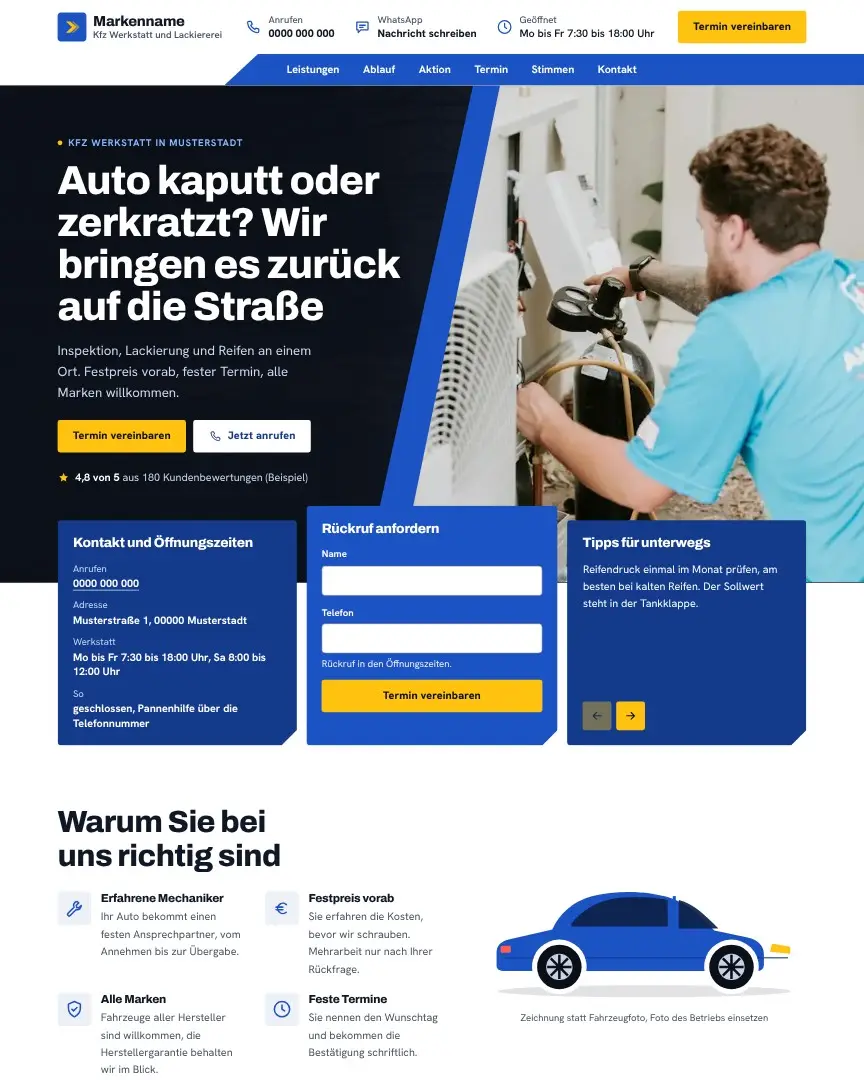 Markenname
Kfz Werkstatt und Lackiererei
Anrufen
0000 000 000
WhatsApp
Nachricht schreiben
Geöffnet
Mo bis Fr 7:30 bis 18:00 Uhr
Termin vereinbaren
Leistungen Ablauf Aktion Termin Stimmen Kontakt
KFZ WERKSTATT IN MUSTERSTADT
Auto kaputt oder
zerkratzt? Wir
bringen es zurück
auf die Straße
Inspektion, Lackierung und Reifen an einem
Ort. Festpreis vorab, fester Termin, alle
Marken willkommen.
Termin vereinbaren
Jetzt anrufen
4,8 von 5 aus 180 Kundenbewertungen (Beispiel)
Kontakt und Öffnungszeiten
Anrufen
0000 000 000
Adresse
Musterstraße 1, 00000 Musterstadt
Werkstatt
Mo bis Fr 7:30 bis 18:00 Uhr, Sa 8:00 bis
12:00 Uhr
So
geschlossen, Pannenhilfe über die
Telefonnummer
Rückruf anfordern
Name
Telefon
Rückruf in den Öffnungszeiten.
Termin vereinbaren
Tipps für unterwegs
Reifendruck einmal im Monat prüfen, am
besten bei kalten Reifen. Der Sollwert
steht in der Tankklappe.
Warum Sie bei
uns richtig sind
Erfahrene Mechaniker
Ihr Auto bekommt einen
festen Ansprechpartner, vom
Annehmen bis zur Übergabe.
Festpreis vorab
Sie erfahren die Kosten,
bevor wir schrauben.
Mehrarbeit nur nach Ihrer
Rückfrage.
Alle Marken
Fahrzeuge aller Hersteller
sind willkommen, die
Herstellergarantie behalten
wir im Blick.
Feste Termine
Sie nennen den Wunschtag
und bekommen die
Bestätigung schriftlich.
Zeichnung statt Fahrzeugfoto, Foto des Betriebs einsetzen